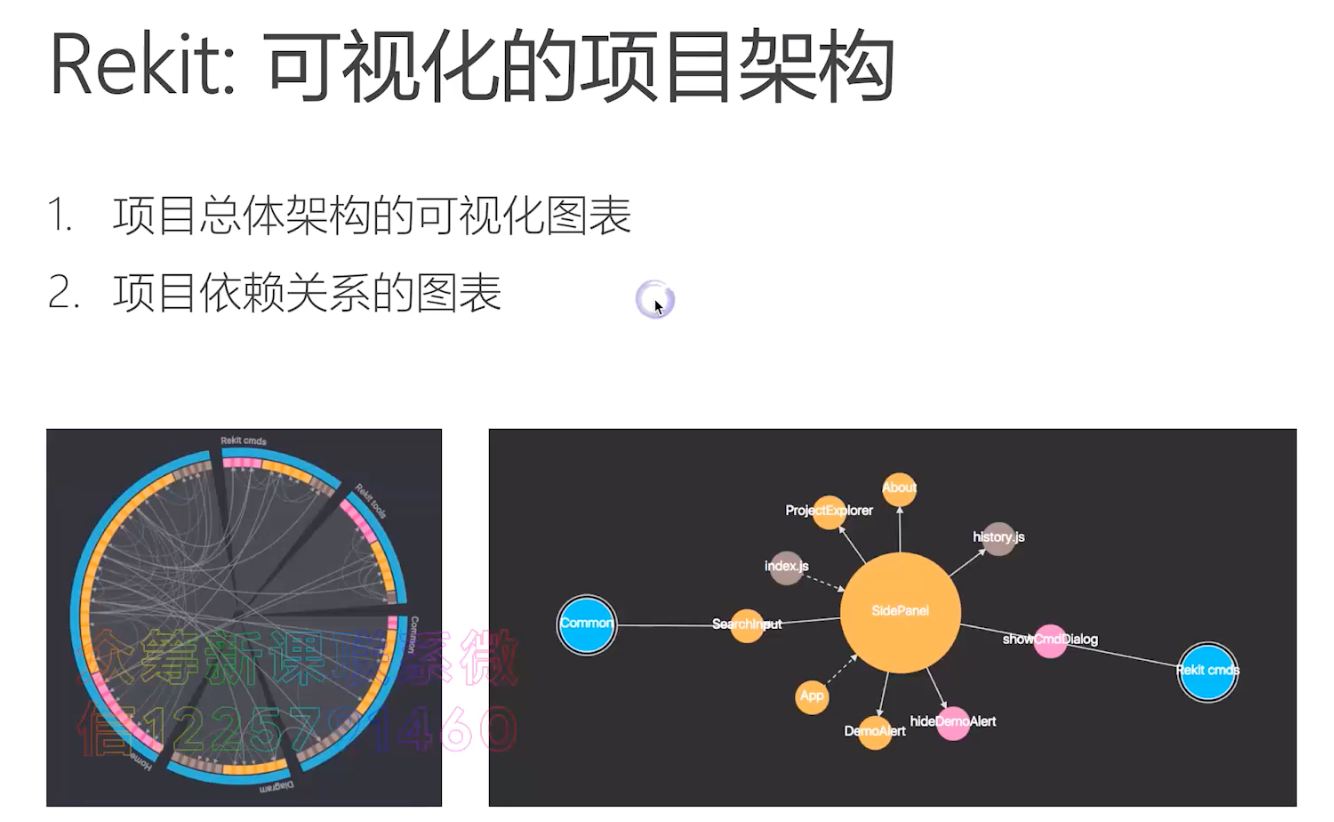 Rekit: 可视化的项目架构
1. 项目总体架构的可视化图表
2. 项目依赖关系的图表
Rekit cmds
Rekit tools
Common
Home
Diagram
众筹新课联系微
信1225791460
About
ProjectExplorer
history.js
index.js
SidePanel
Common
SearchInput
showCmdDialog
Rekit cmds
App
DemoAlert
hideDemoAlert